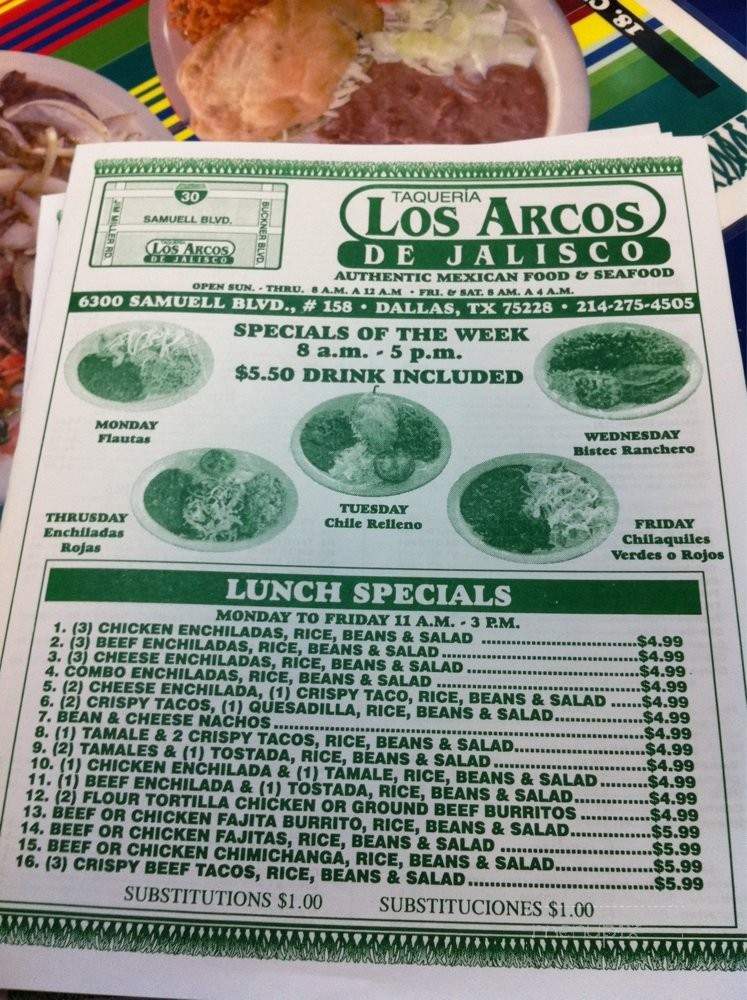 18. C
30
SAMUELL BLVD.
JIM MILLER RD.
BUCKNER BLVD.
LOS ARCOS
DE JALISCO
TAQUERÍA
LOS ARCOS
DE JALISCO
AUTHENTIC MEXICAN FOOD & SEAFOOD
OPEN SUN. - THRU. 8 A.M. A 12 A.M • FRI. & SAT. 8 AM. A 4 A.M.
6300 SAMUELL BLVD., # 158 • DALLAS, TX 75228 • 214-275-4505
SPECIALS OF THE WEEK
8 a.m. - 5 p.m.
$5.50 DRINK INCLUDED
MONDAY
Flautas
WEDNESDAY
Bistec Ranchero
TUESDAY
Chile Relleno
THRUSDAY
Enchiladas
Rojas
FRIDAY
Chilaquiles
Verdes o Rojos
LUNCH SPECIALS
MONDAY TO FRIDAY 11 A.M. - 3 P.M.
1. (3) CHICKEN ENCHILADAS, RICE, BEANS & SALAD ..............................$4.99
2. (3) BEEF ENCHILADAS, RICE, BEANS & SALAD ..............................$4.99
3. (3) CHEESE ENCHILADAS, RICE, BEANS & SALAD ..............................$4.99
4. COMBO ENCHILADAS, RICE, BEANS & SALAD ..............................$4.99
5. (2) CHEESE ENCHILADA, (1) CRISPY TACO, RICE, BEANS & SALAD ......$4.99
6. (2) CRISPY TACOS, (1) QUESADILLA, RICE, BEANS & SALAD..............$4.99
7. BEAN & CHEESE NACHOS..............................$4.99
8. (1) TAMALE & 2 CRISPY TACOS, RICE, BEANS & SALAD..............................$4.99
9. (2) TAMALES & (1) TOSTADA, RICE, BEANS & SALAD ..............................$4.99
10. (1) CHICKEN ENCHILADA & (1) TAMALE, RICE, BEANS & SALAD ........$4.99
11. (1) BEEF ENCHILADA & (1) TOSTADA, RICE, BEANS & SALAD..............$4.99
12. (2) FLOUR TORTILLA CHICKEN OR GROUND BEEF BURRITOS ..............$4.99
13. BEEF OR CHICKEN FAJITA BURRITO, RICE, BEANS & SALAD..............$5.99
14. BEEF OR CHICKEN FAJITAS, RICE, BEANS & SALAD ..............................$5.99
15. BEEF OR CHICKEN CHIMICHANGA, RICE, BEANS & SALAD..............$5.99
16. (3) CRISPY BEEF TACOS, RICE, BEANS & SALAD..............................$5.99
SUBSTITUTIONS $1.00 SUBSTITUCIONES $1.00
menupix